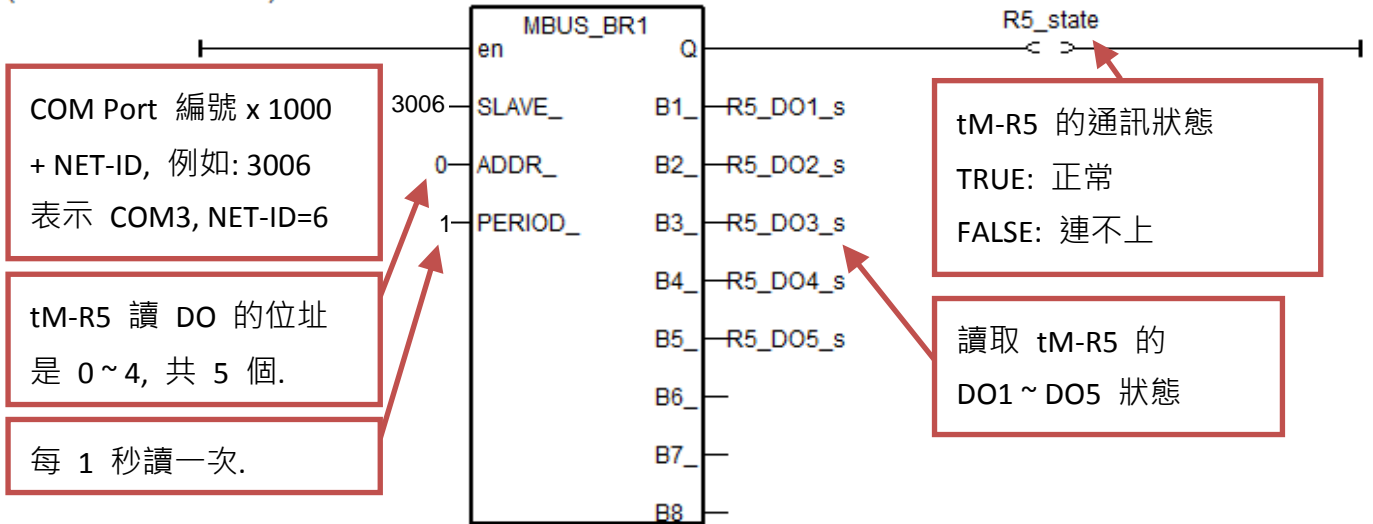 MBUS_BR1
R5_state
en
Q
COM Port 編號 x 1000
+ NET-ID, 例如: 3006
表示 COM3, NET-ID=6
3006
SLAVE_
B1_
R5_DO1_s
0
ADDR_
B2_
R5_DO2_s
1
PERIOD_
B3_
R5_DO3_s
B4_
R5_DO4_s
B5_
R5_DO5_s
B6_
B7_
B8
tM-R5 的通訊狀態
TRUE: 正常
FALSE: 連不上
tM-R5 讀 DO 的位址
是 0 ~ 4, 共 5 個.
讀取 tM-R5 的
DO1 ~ DO5 狀態
每 1 秒讀一次.